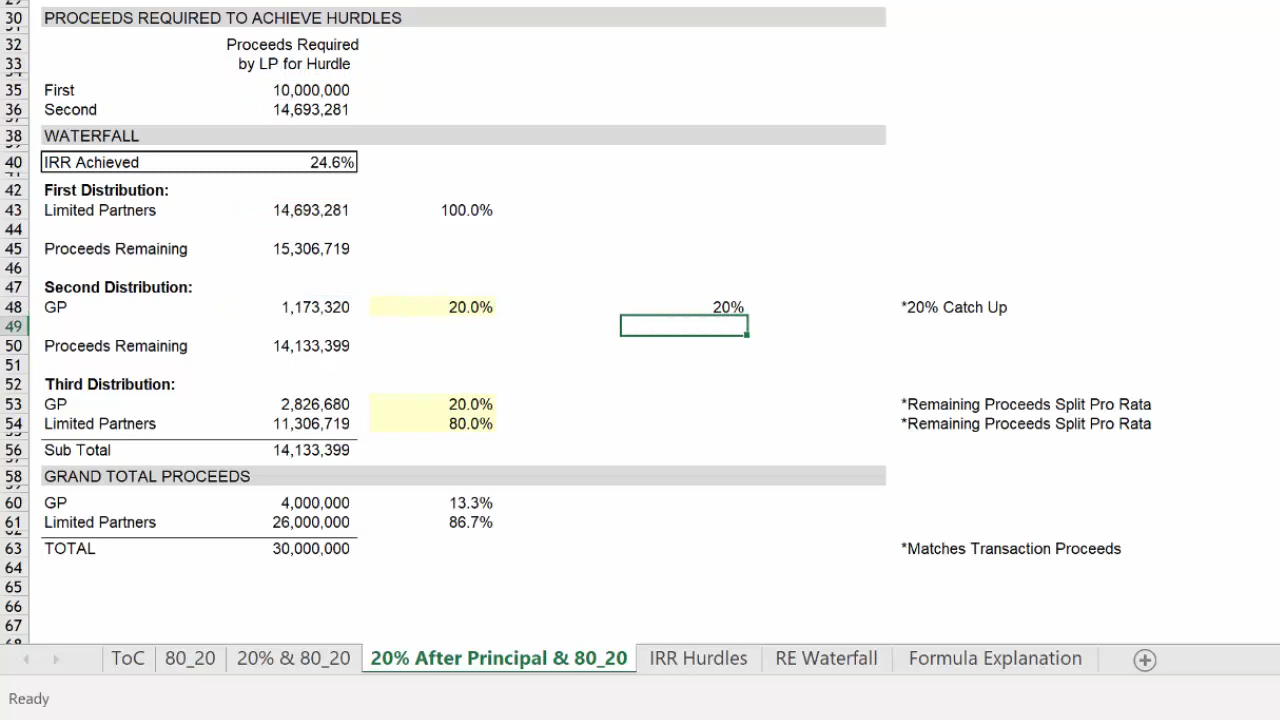 30 PROCEEDS REQUIRED TO ACHIEVE HURDLES
32 Proceeds Required
33 by LP for Hurdle
35 First 10,000,000
36 Second 14,693,281
38 WATERFALL
40 IRR Achieved 24.6%
42 First Distribution:
43 Limited Partners 14,693,281 100.0%
44
45 Proceeds Remaining 15,306,719
46
47 Second Distribution:
48 GP 1,173,320 20.0% 20% *20% Catch Up
49
50 Proceeds Remaining 14,133,399
51
52 Third Distribution:
53 GP 2,826,680 20.0% *Remaining Proceeds Split Pro Rata
54 Limited Partners 11,306,719 80.0% *Remaining Proceeds Split Pro Rata
56 Sub Total 14,133,399
58 GRAND TOTAL PROCEEDS
60 GP 4,000,000 13.3%
61 Limited Partners 26,000,000 86.7%
63 TOTAL 30,000,000 *Matches Transaction Proceeds
64
65
66
67
ToC 80_20 20% & 80_20 20% After Principal & 80_20 IRR Hurdles RE Waterfall Formula Explanation
Ready